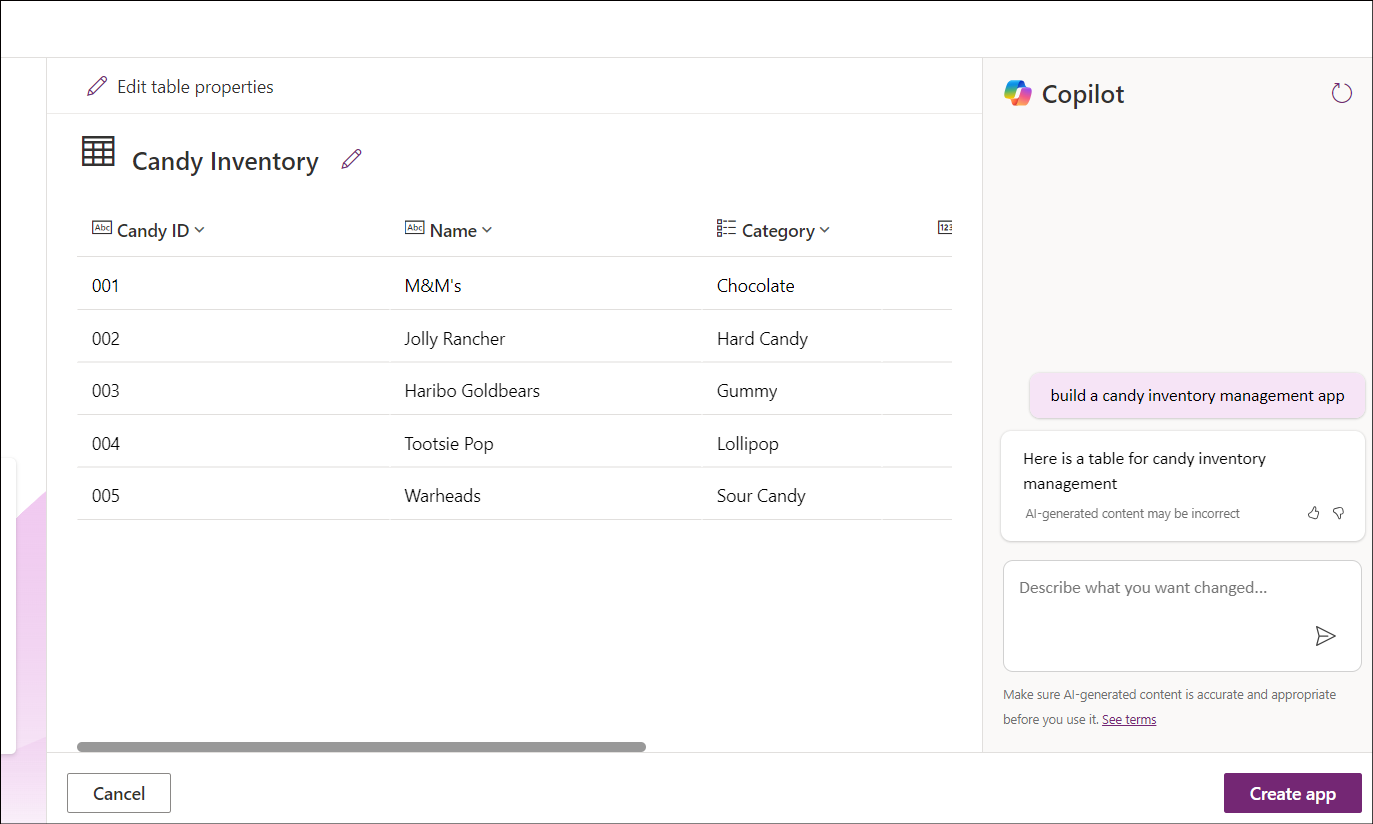 Edit table properties
Candy Inventory
Abc Candy ID Abc Name Category 123
001 M&M's Chocolate
002 Jolly Rancher Hard Candy
003 Haribo Goldbears Gummy
004 Tootsie Pop Lollipop
005 Warheads Sour Candy
Cancel
Copilot
build a candy inventory management app
Here is a table for candy inventory
management
AI-generated content may be incorrect
Describe what you want changed...
Make sure AI-generated content is accurate and appropriate
before you use it. See terms
Create app